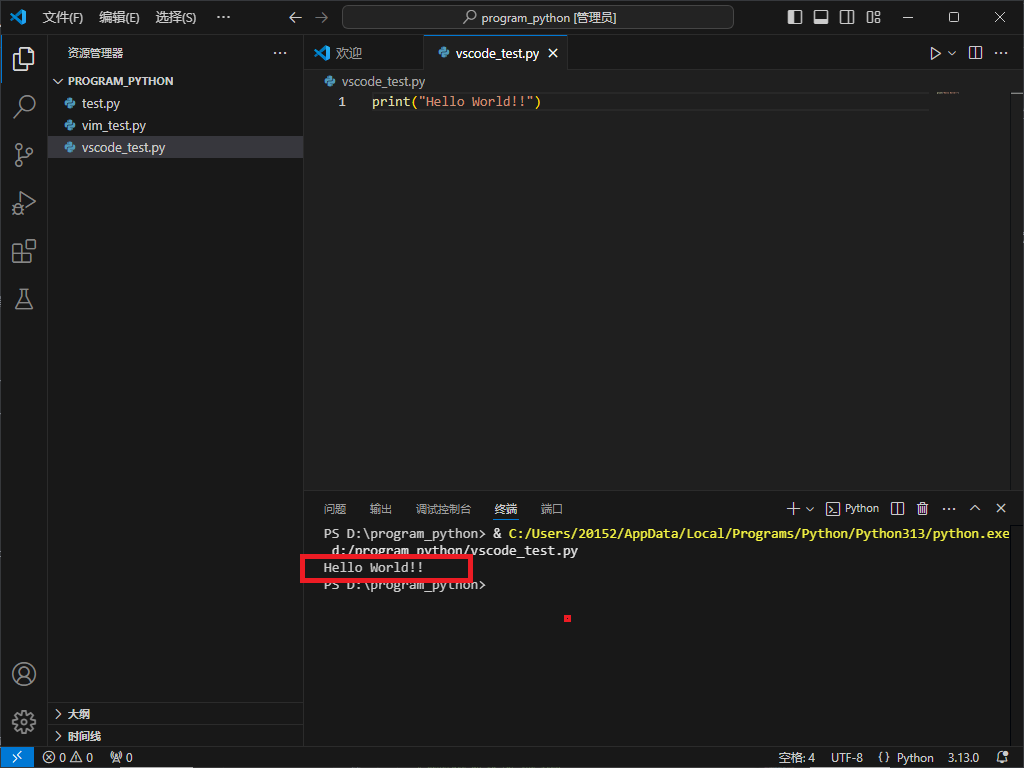 文件(F) 编辑(E) 选择(S) ··· program_python [管理员]
资源管理器 ···
PROGRAM_PYTHON
test.py
vim_test.py
vscode_test.py
大纲
时间线
欢迎 vscode_test.py
vscode_test.py
1 print("Hello World!!")
问题 输出 调试控制台 终端 端口 Python
PS D:\program_python> & C:/Users/20152/AppData/Local/Programs/Python/Python313/python.exe
d:/program_python/vscode_test.py
Hello World!!
PS D:\program_python>
0 0 0 空格: 4 UTF-8 {} Python 3.13.0